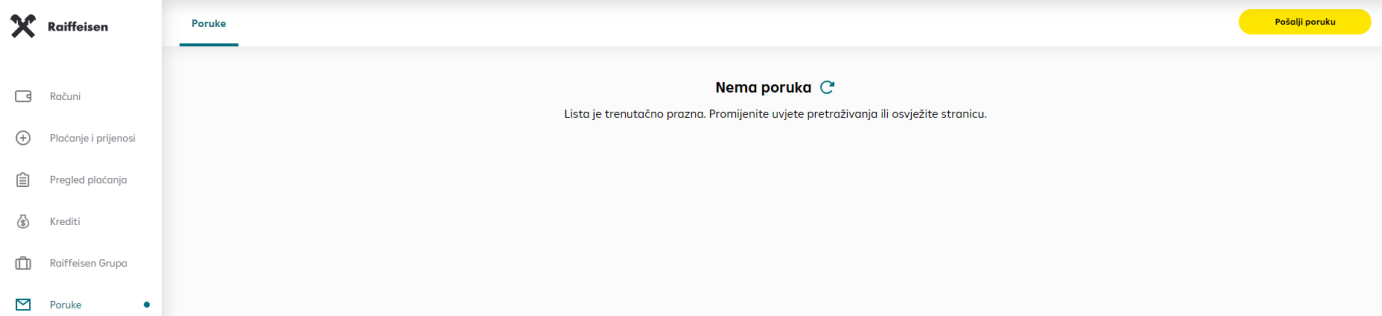 Raiffeisen
Poruke
Pošalji poruku
Računi
Plaćanje i prijenosi
Pregled plaćanja
Krediti
Raiffeisen Grupa
Poruke
Nema poruka
Lista je trenutačno prazna. Promijenite uvjete pretraživanja ili osvježite stranicu.